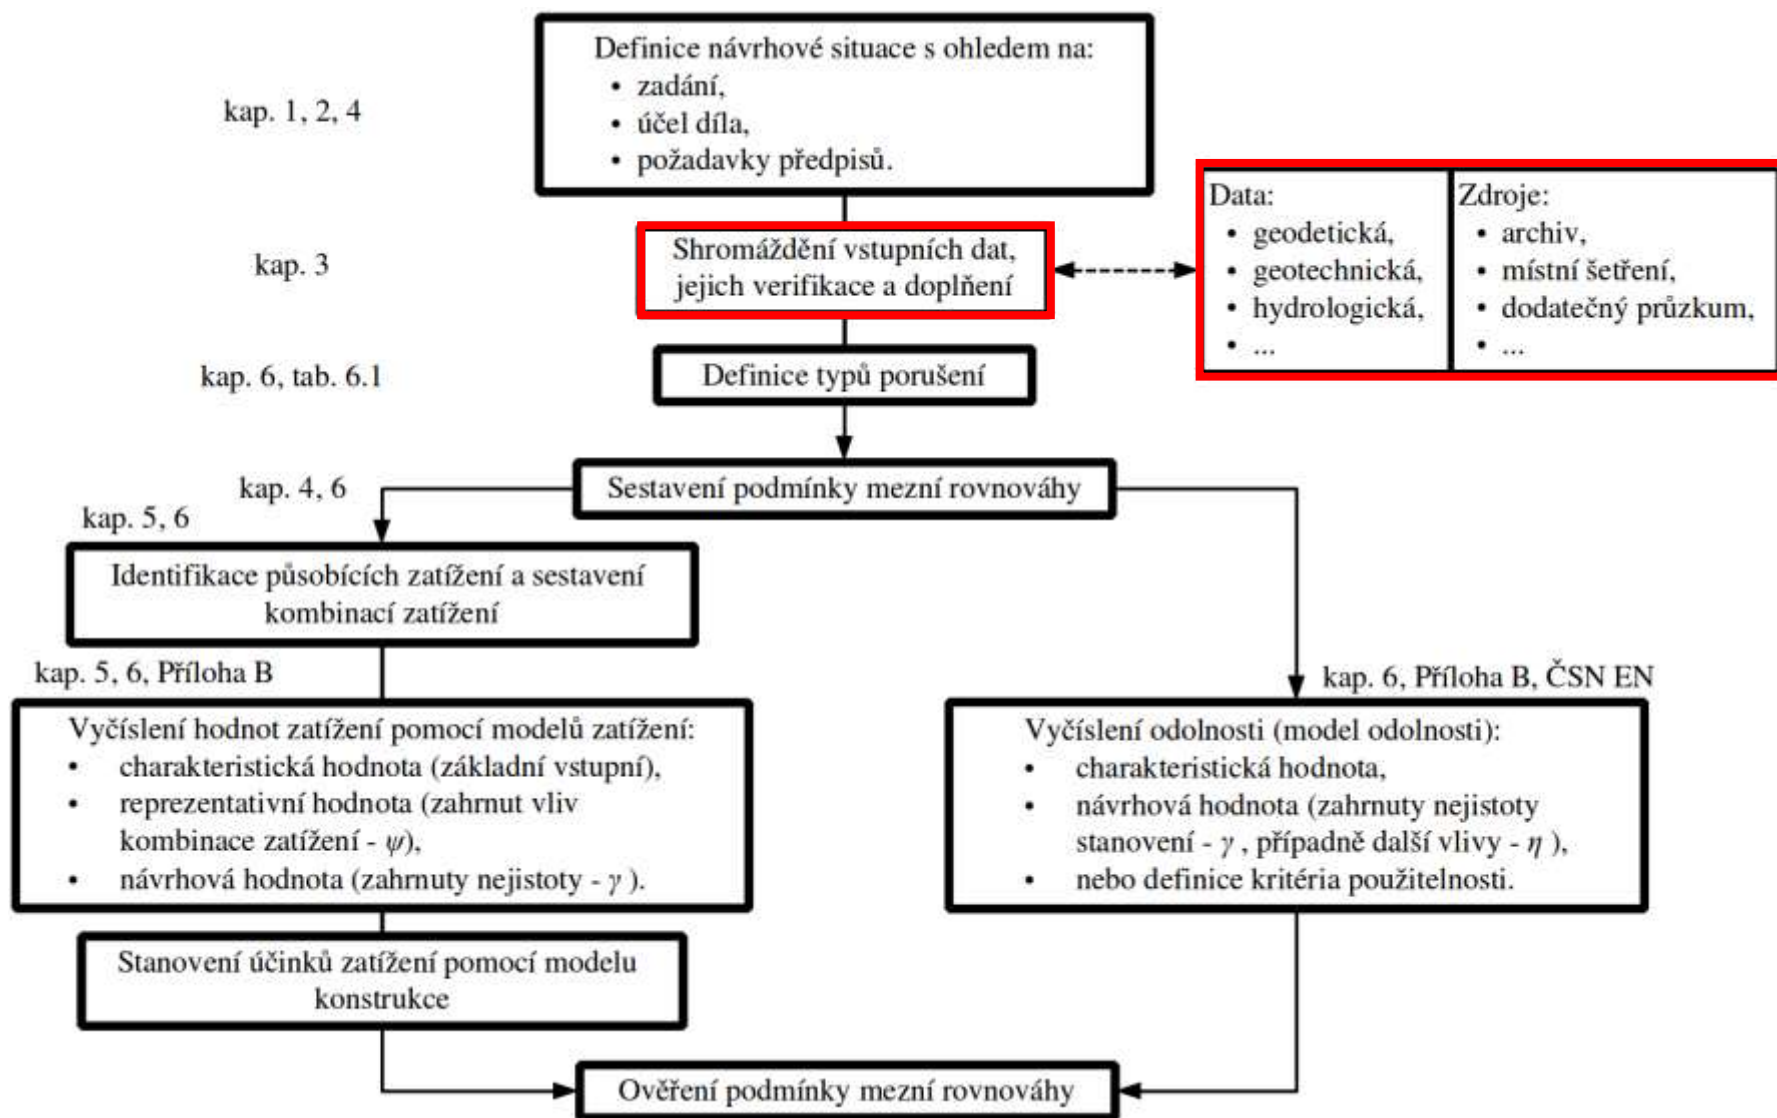 Definice návrhové situace s ohledem na:
• zadání,
• účel díla,
• požadavky předpisů.
kap. 1, 2, 4
Shromáždění vstupních dat,
jejich verifikace a doplňení
kap. 3
Data:
• geodetická,
• geotechnická,
• hydrologická,
• ...
Zdroje:
• archiv,
• místní šetření,
• dodatečný průzkum,
• ...
kap. 6, tab. 6.1
Definice typů porušení
kap. 4, 6
Sestavení podmínky mezní rovnováhy
kap. 5, 6
Identifikace působících zatížení a sestavení
kombinací zatížení
kap. 5, 6, Příloha B
Vyčíslení hodnot zatížení pomocí modelů zatížení:
• charakteristická hodnota (základní vstupní),
• reprezentativní hodnota (zahrnut vliv
kombinace zatížení - ψ),
• návrhová hodnota (zahrnuty nejistoty - γ ).
kap. 6, Příloha B, ČSN EN
Vyčíslení odolnosti (model odolnosti):
• charakteristická hodnota,
• návrhová hodnota (zahrnuty nejistoty
stanovení - γ , případně další vlivy - η ),
• nebo definice kritéria použitelnosti.
Stanovení účinků zatížení pomocí modelu
konstrukce
Ověření podmínky mezní rovnováhy